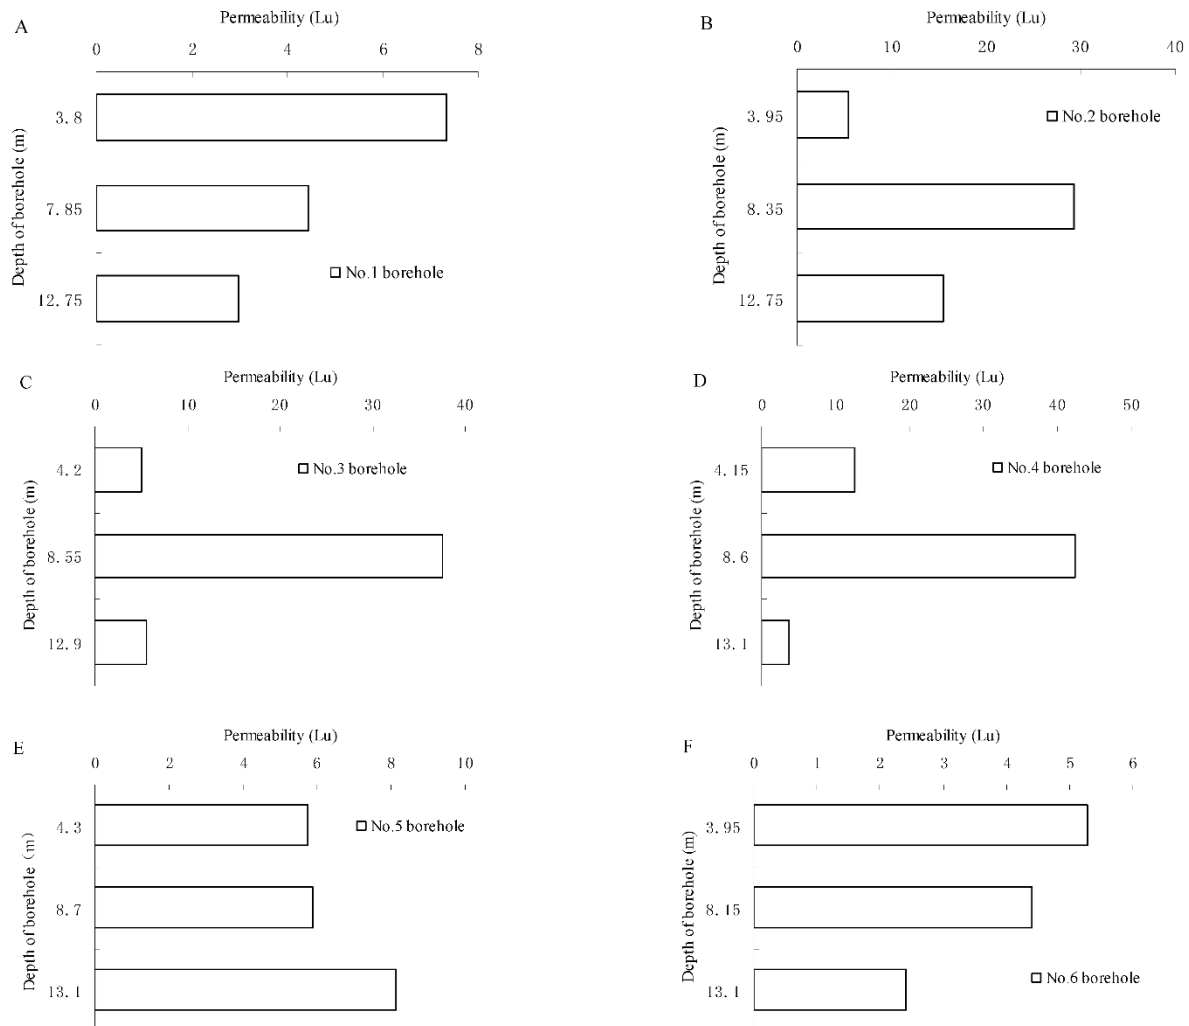 A
Permeability (Lu)
0 2 4 6 8
Depth of borehole (m)
3.8
7.85
12.75
No.1 borehole
B
Permeability (Lu)
0 10 20 30 40
Depth of borehole (m)
3.95
8.35
12.75
No.2 borehole
C
Permeability (Lu)
0 10 20 30 40
Depth of borehole (m)
4.2
8.55
12.9
No.3 borehole
D
Permeability (Lu)
0 10 20 30 40 50
Depth of borehole (m)
4.15
8.6
13.1
No.4 borehole
E
Permeability (Lu)
0 2 4 6 8 10
Depth of borehole (m)
4.3
8.7
13.1
No.5 borehole
F
Permeability (Lu)
0 1 2 3 4 5 6
Depth of borehole (m)
3.95
8.15
13.1
No.6 borehole